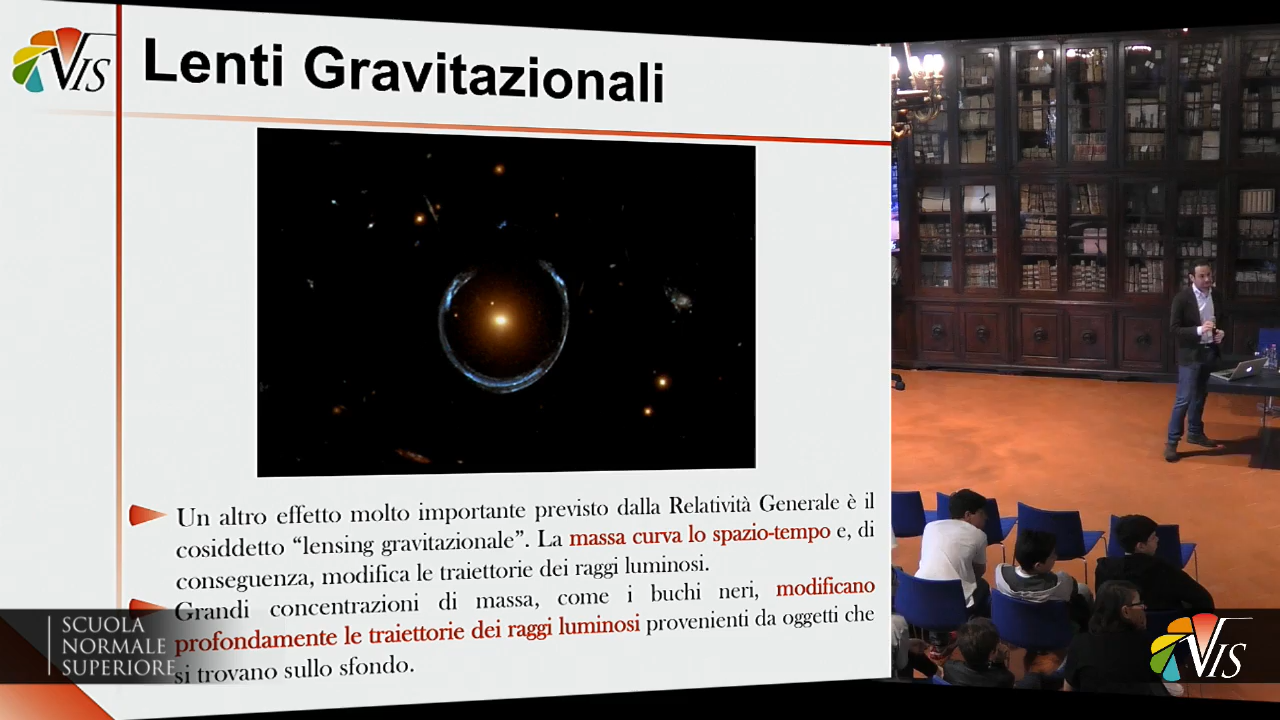 VIS
Lenti Gravitazionali
Un altro effetto molto importante previsto dalla Relatività Generale è il
cosiddetto “lensing gravitazionale”. La massa curva lo spazio-tempo e, di
conseguenza, modifica le traiettorie dei raggi luminosi.
Grandi concentrazioni di massa, come i buchi neri, modificano
profondamente le traiettorie dei raggi luminosi provenienti da oggetti che
si trovano sullo sfondo.
SCUOLA
NORMALE
SUPERIORE
VIS